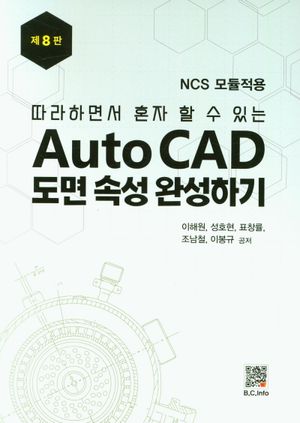 제 8 판
NCS 모듈적용
따라하면서 혼자 할 수 있는
Auto CAD
도면 속성 완성하기
이해원, 성호현, 표창률,
조남철, 이봉규 공저
B.C.Info